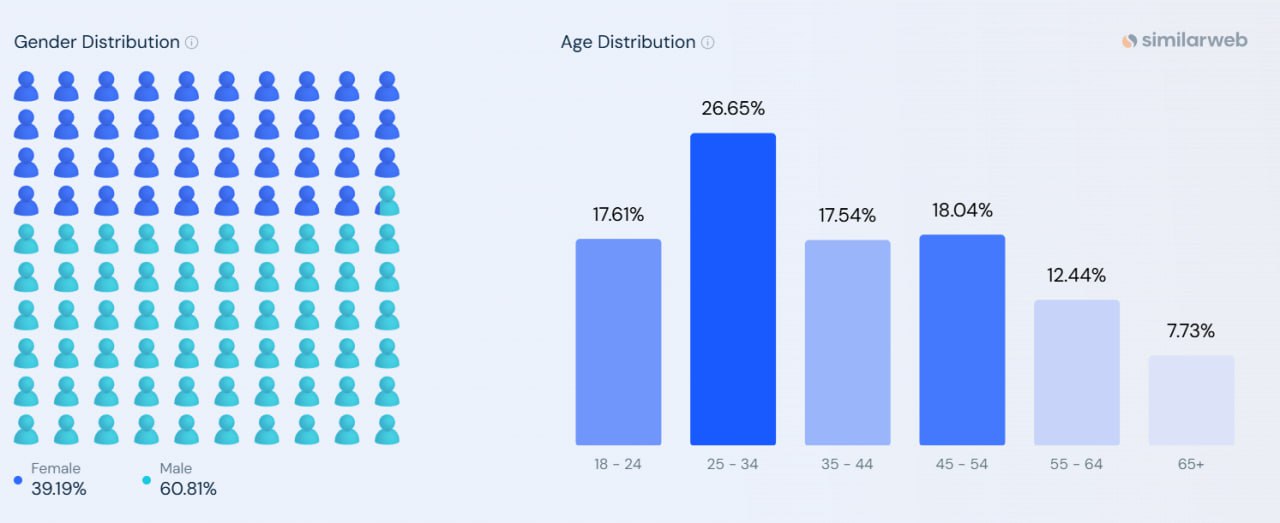 Gender Distribution
Female
39.19%
Male
60.81%
Age Distribution
similarweb
17.61%
26.65%
17.54%
18.04%
12.44%
7.73%
18 - 24
25 - 34
35 - 44
45 - 54
55 - 64
65+